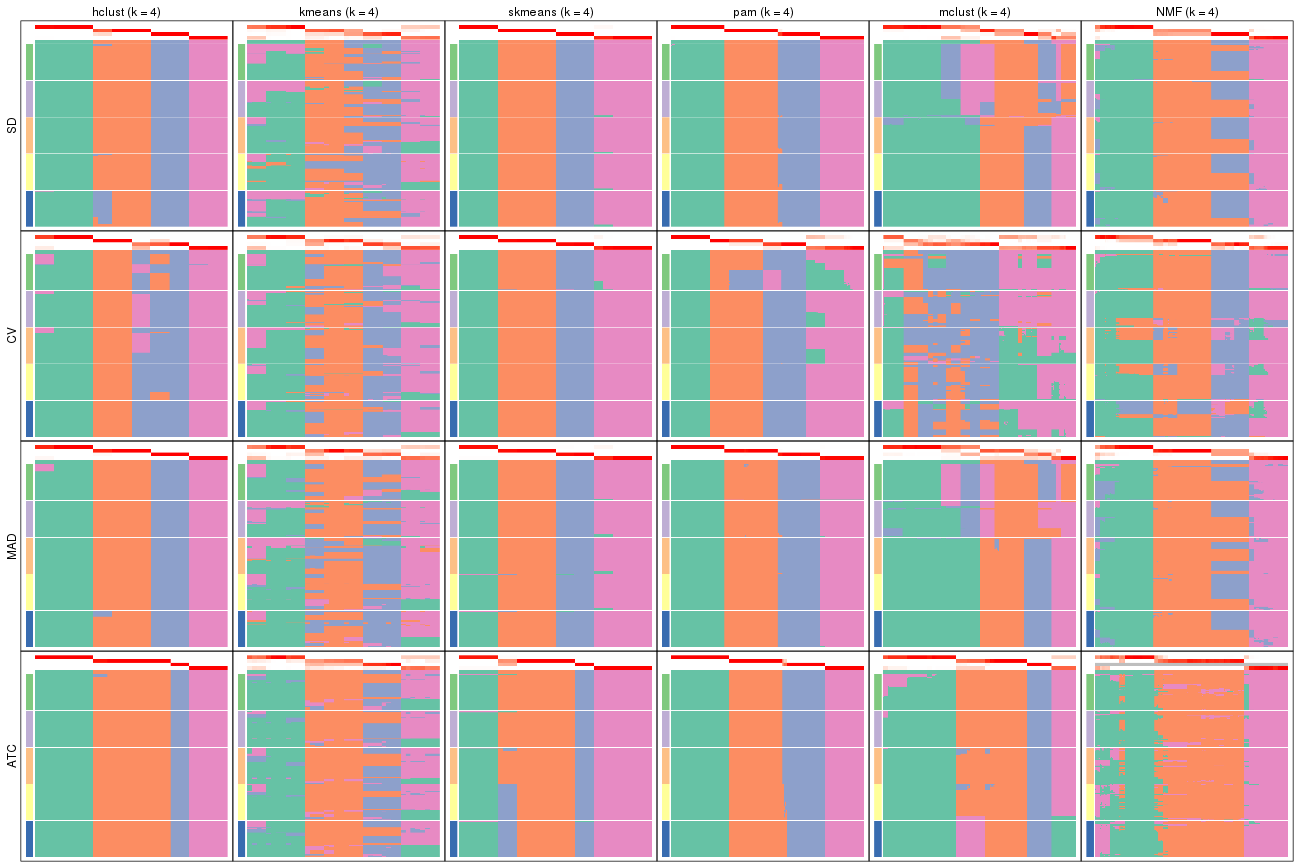 hclust (k = 4) kmeans (k = 4) skmeans (k = 4) pam (k = 4) mclust (k = 4) NMF (k = 4)
SD
CV
MAD
ATC